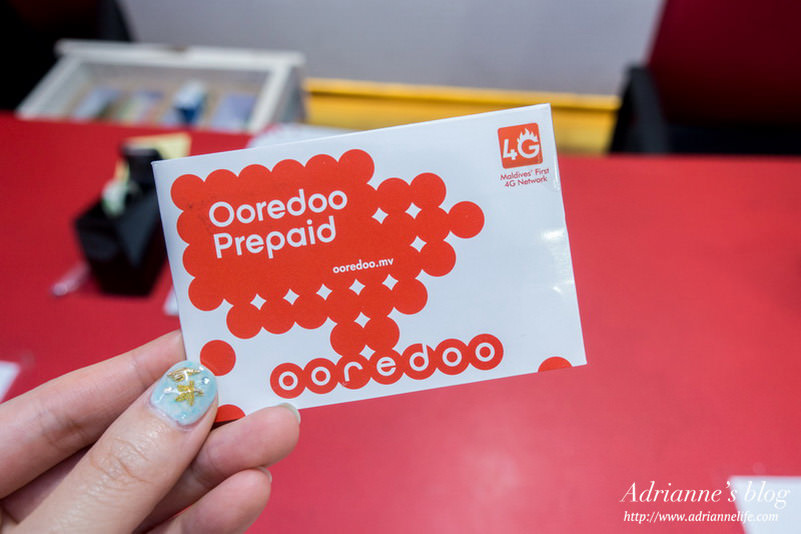 4G
Maldives' First
4G Network
Ooredoo
Prepaid
ooredoo.mv
ooredoo
Adrianne's blog
http://www.adriannelife.com